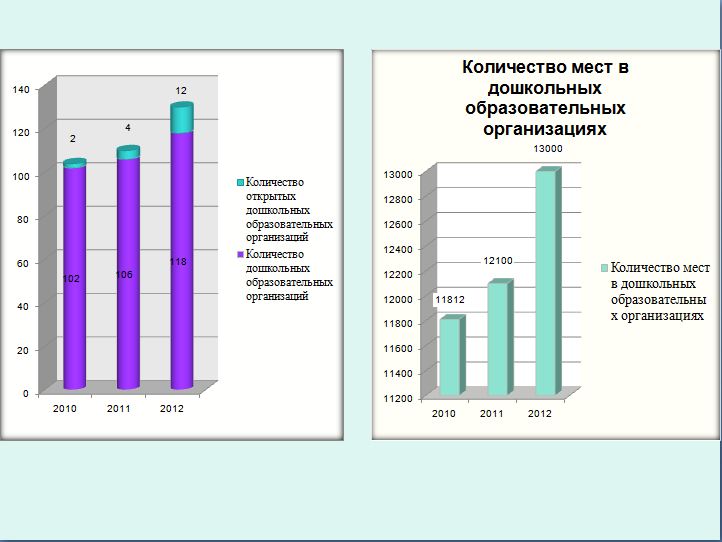 140
120
100
80
60
40
20
0
2
4
12
102
106
118
2010 2011 2012
Количество
открытых
дошкольных
образовательных
организаций
Количество
дошкольных
образовательных
организаций
Количество мест в
дошкольных
образовательных
организациях
13000
12800
12600
12400
12200
12000
11800
11600
11400
11200
11812
12100
13000
2010 2011 2012
Количество мест
в дошкольных
образовательны
х организациях